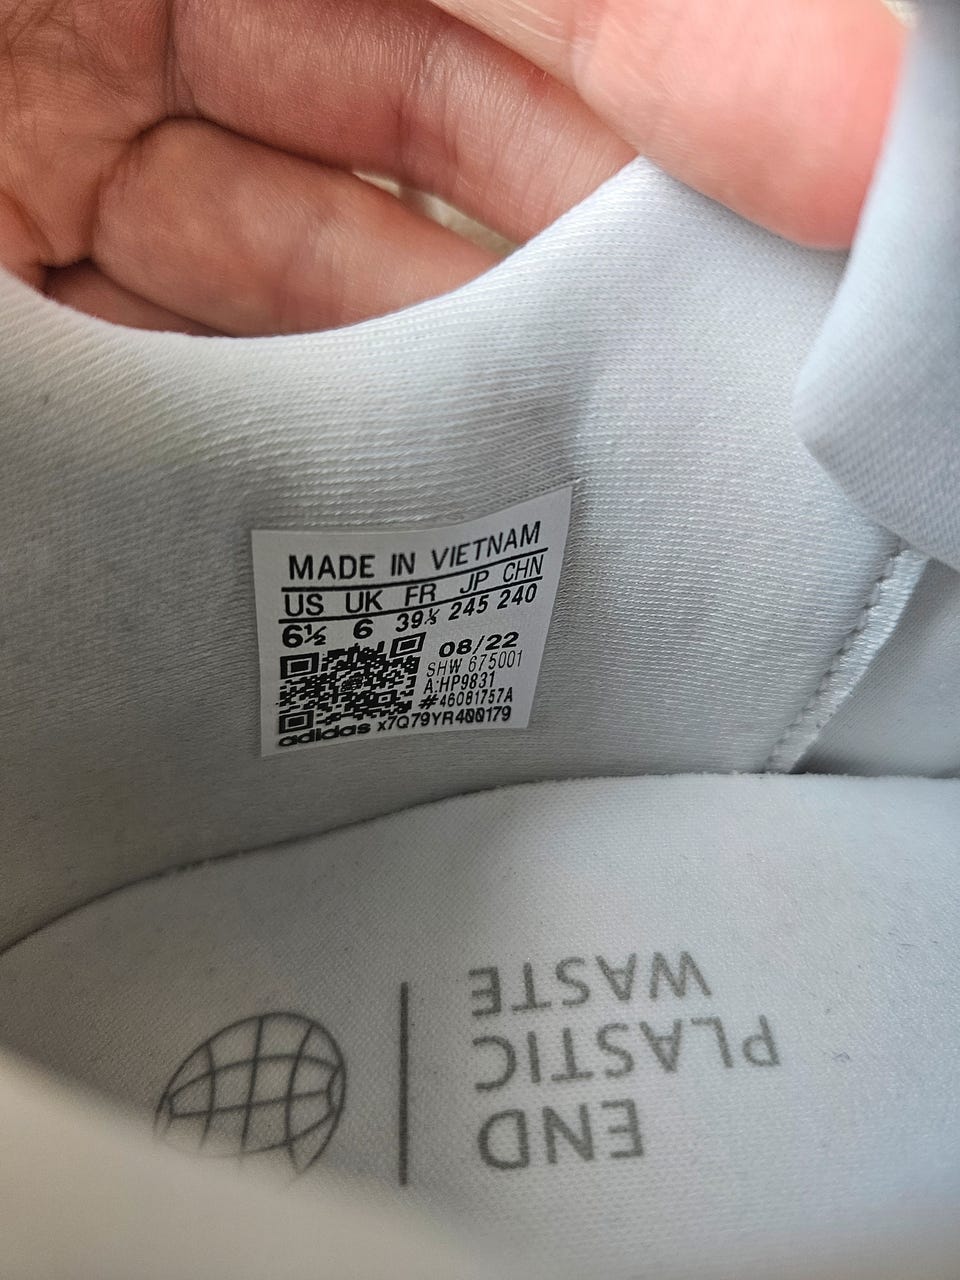 MADE IN VIETNAM
US UK FR JP CHN
6½ 6 39⅓ 245 240
08/22
SHW 675001
A:HP9831
#46081757A
adidas x7Q79YR400179
END
PLASTIC
WASTE